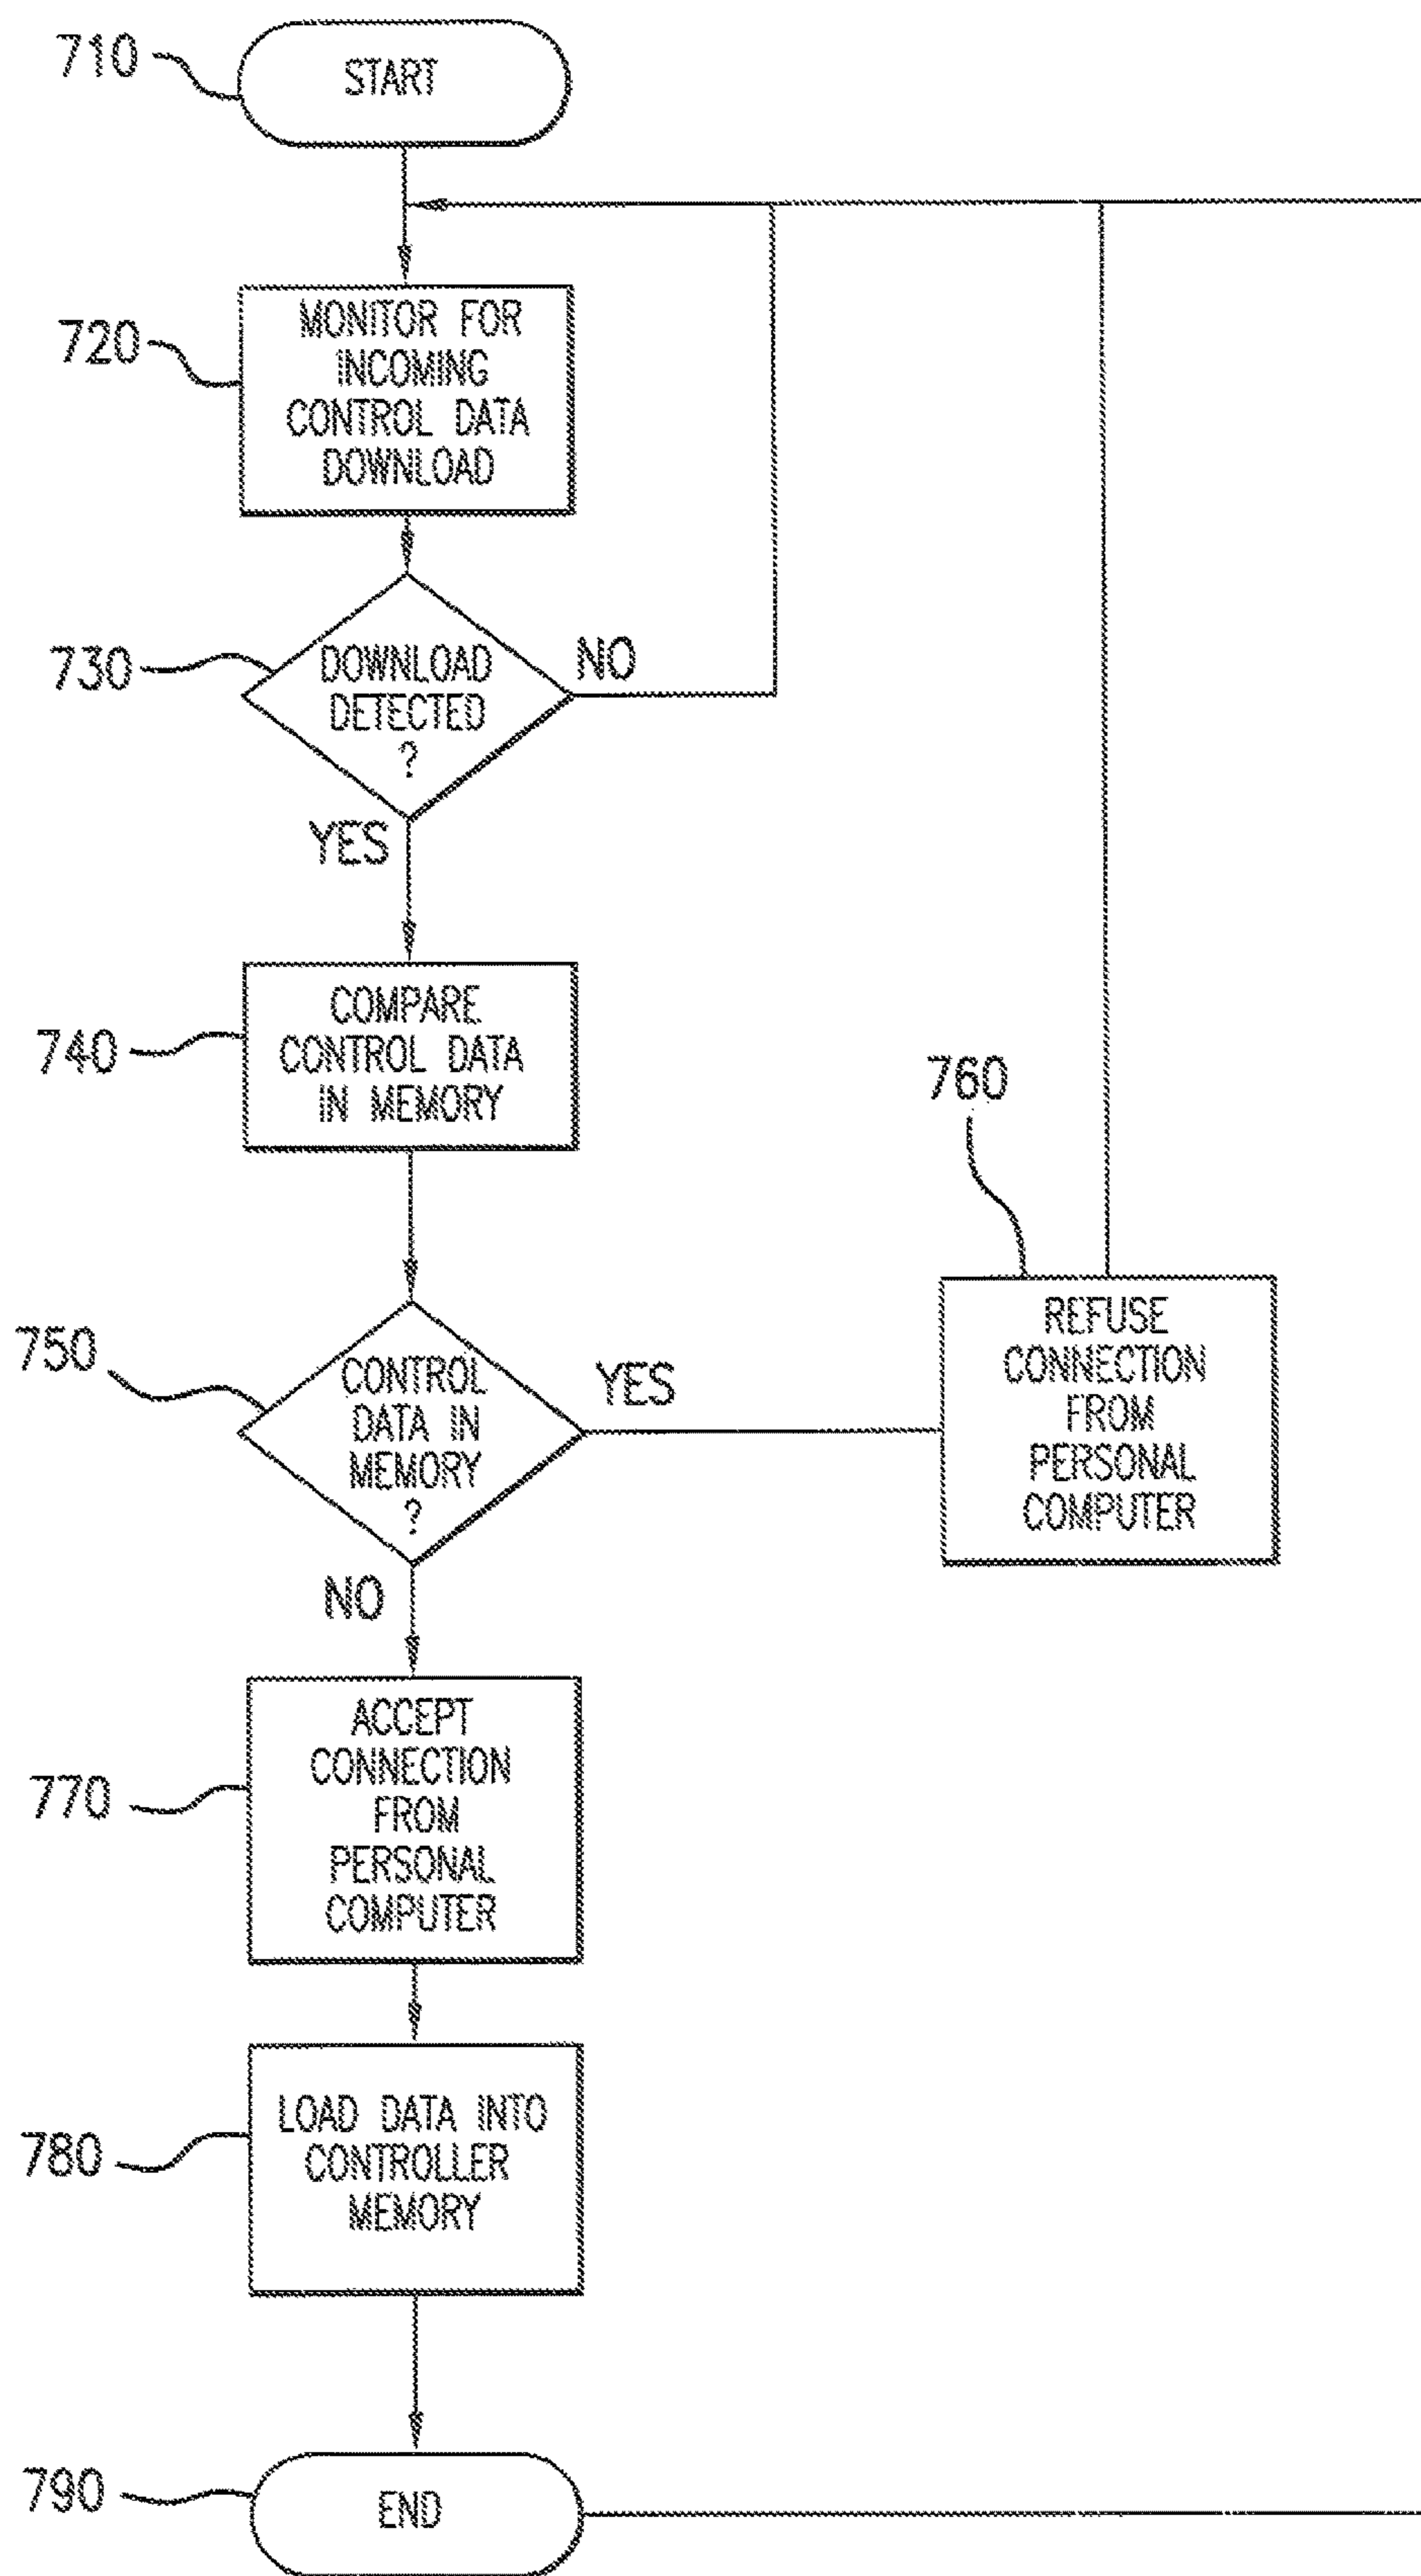 710
START
720
MONITOR FOR
INCOMING
CONTROL DATA
DOWNLOAD
730
DOWNLOAD
DETECTED
?
NO
YES
740
COMPARE
CONTROL DATA
IN MEMORY
750
CONTROL
DATA IN
MEMORY
?
YES
760
REFUSE
CONNECTION
FROM
PERSONAL
COMPUTER
NO
770
ACCEPT
CONNECTION
FROM
PERSONAL
COMPUTER
780
LOAD DATA INTO
CONTROLLER
MEMORY
790
END